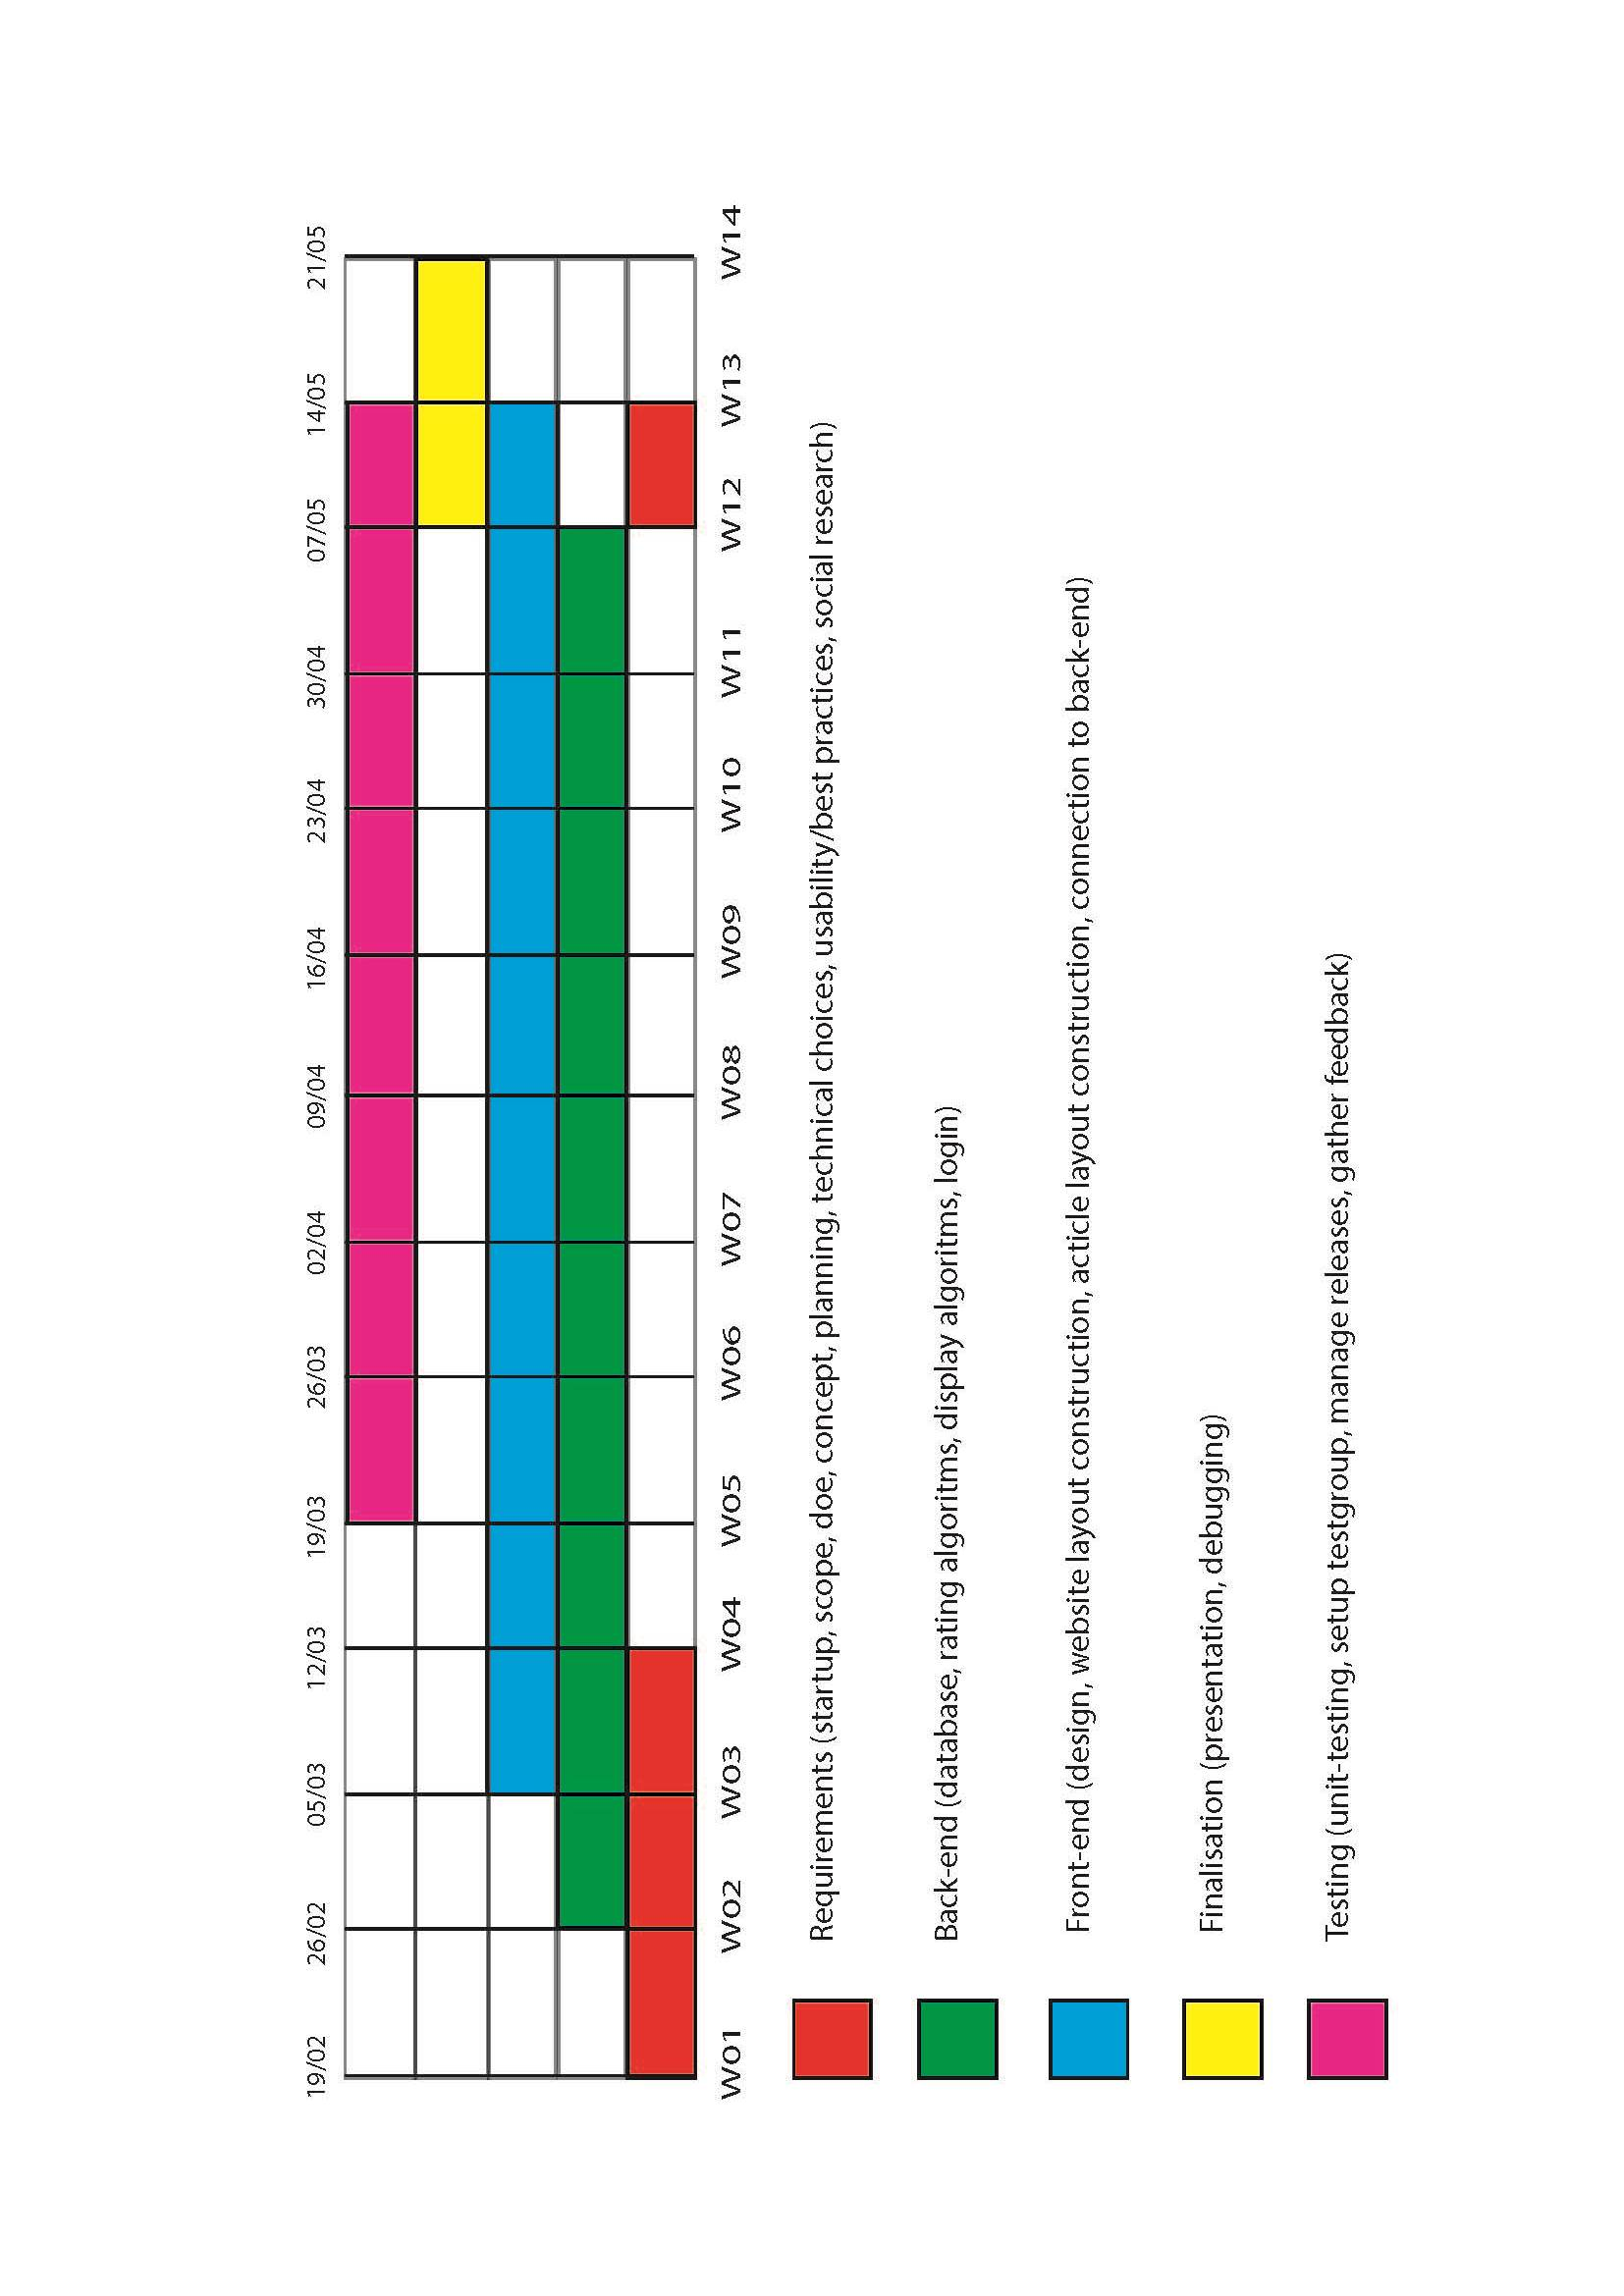 19/02 26/02 05/03 12/03 19/03 26/03 02/04 09/04 16/04 23/04 30/04 07/05 14/05 21/05
W01 W02 W03 W04 W05 W06 W07 W08 W09 W10 W11 W12 W13 W14
Requirements (startup, scope, doe, concept, planning, technical choices, usability/best practices, social research)
Back-end (database, rating algoritms, display algoritms, login)
Front-end (design, website layout construction, acticle layout construction, connection to back-end)
Finalisation (presentation, debugging)
Testing (unit-testing, setup testgroup, manage releases, gather feedback)